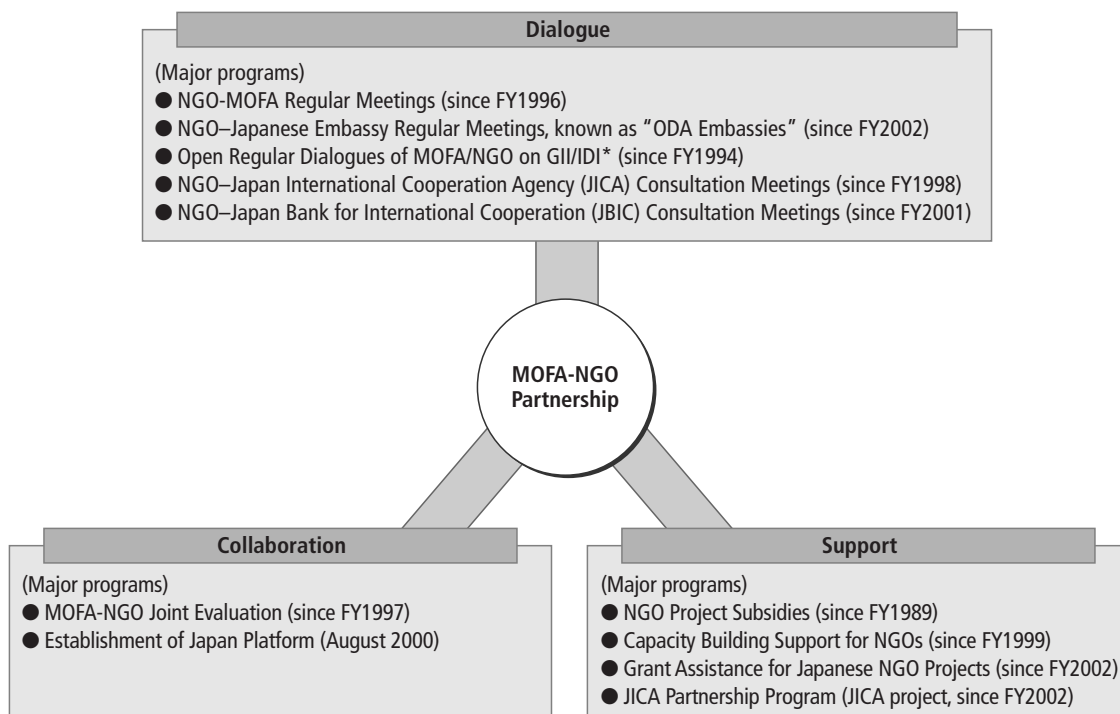 Dialogue
(Major programs)
● NGO-MOFA Regular Meetings (since FY1996)
● NGO–Japanese Embassy Regular Meetings, known as “ODA Embassies” (since FY2002)
● Open Regular Dialogues of MOFA/NGO on GII/IDI* (since FY1994)
● NGO–Japan International Cooperation Agency (JICA) Consultation Meetings (since FY1998)
● NGO–Japan Bank for International Cooperation (JBIC) Consultation Meetings (since FY2001)
MOFA-NGO
Partnership
Collaboration
(Major programs)
● MOFA-NGO Joint Evaluation (since FY1997)
● Establishment of Japan Platform (August 2000)
Support
(Major programs)
● NGO Project Subsidies (since FY1989)
● Capacity Building Support for NGOs (since FY1999)
● Grant Assistance for Japanese NGO Projects (since FY2002)
● JICA Partnership Program (JICA project, since FY2002)